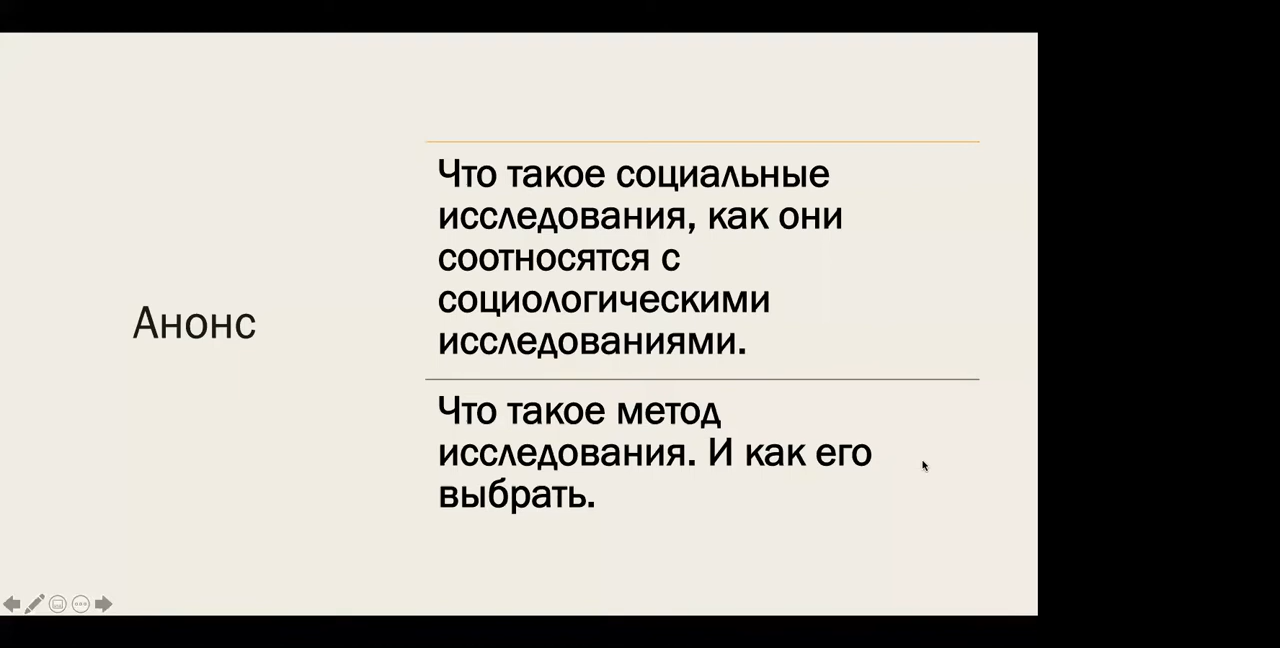 Анонс
Что такое социальные
исследования, как они
соотносятся с
социологическими
исследованиями.
Что такое метод
исследования. И как его
выбрать.